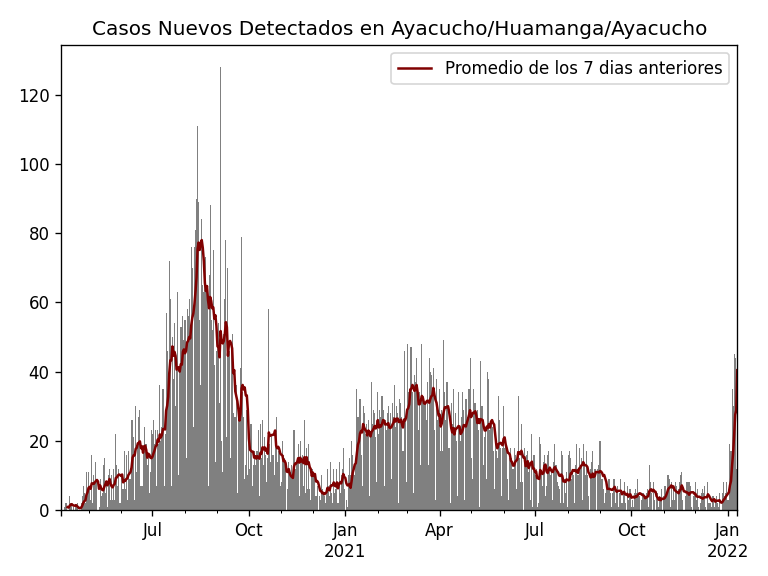 Casos Nuevos Detectados en Ayacucho/Huamanga/Ayacucho
Promedio de los 7 dias anteriores
120
100
80
60
40
20
0
Jul Oct Jan Apr Jul Oct Jan
2021 2022